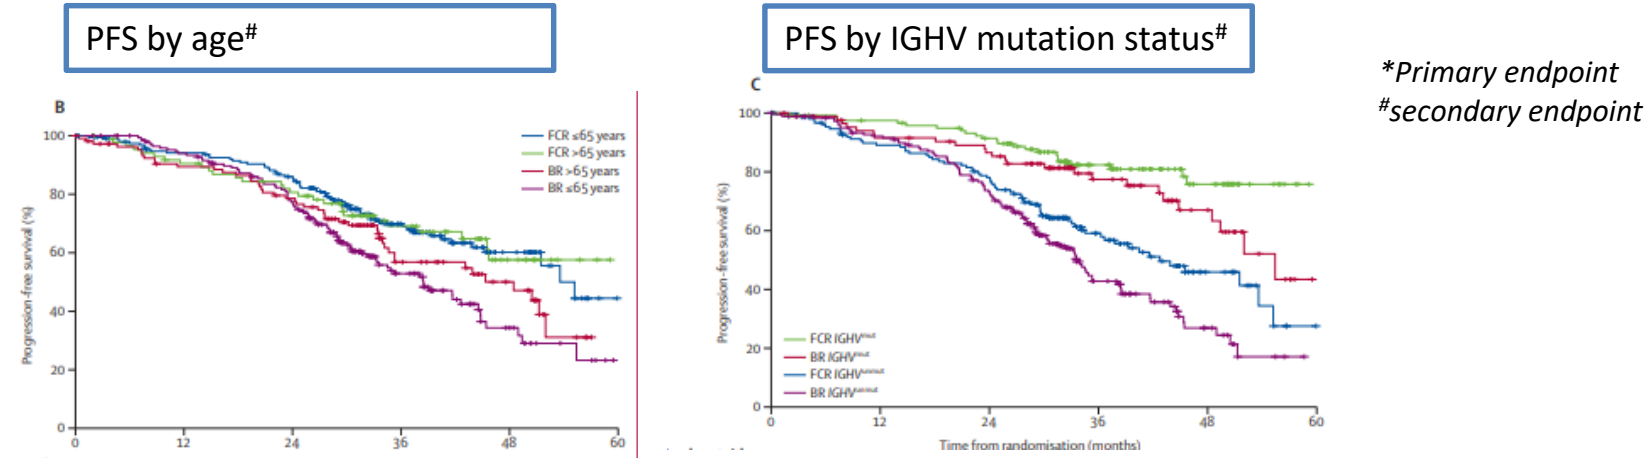 PFS by age#
PFS by IGHV mutation status#
*Primary endpoint
#secondary endpoint
B
Progression-free survival (%)
100
80
60
40
20
0
0 12 24 36 48 60
FCR ≤65 years
FCR >65 years
BR >65 years
BR ≤65 years
C
Progression-free survival (%)
100
80
60
40
20
0
FCR IGHVmut
BR IGHVmut
FCR IGHVunmut
BR IGHVunmut
0 12 24 36 48 60
Time from randomisation (months)